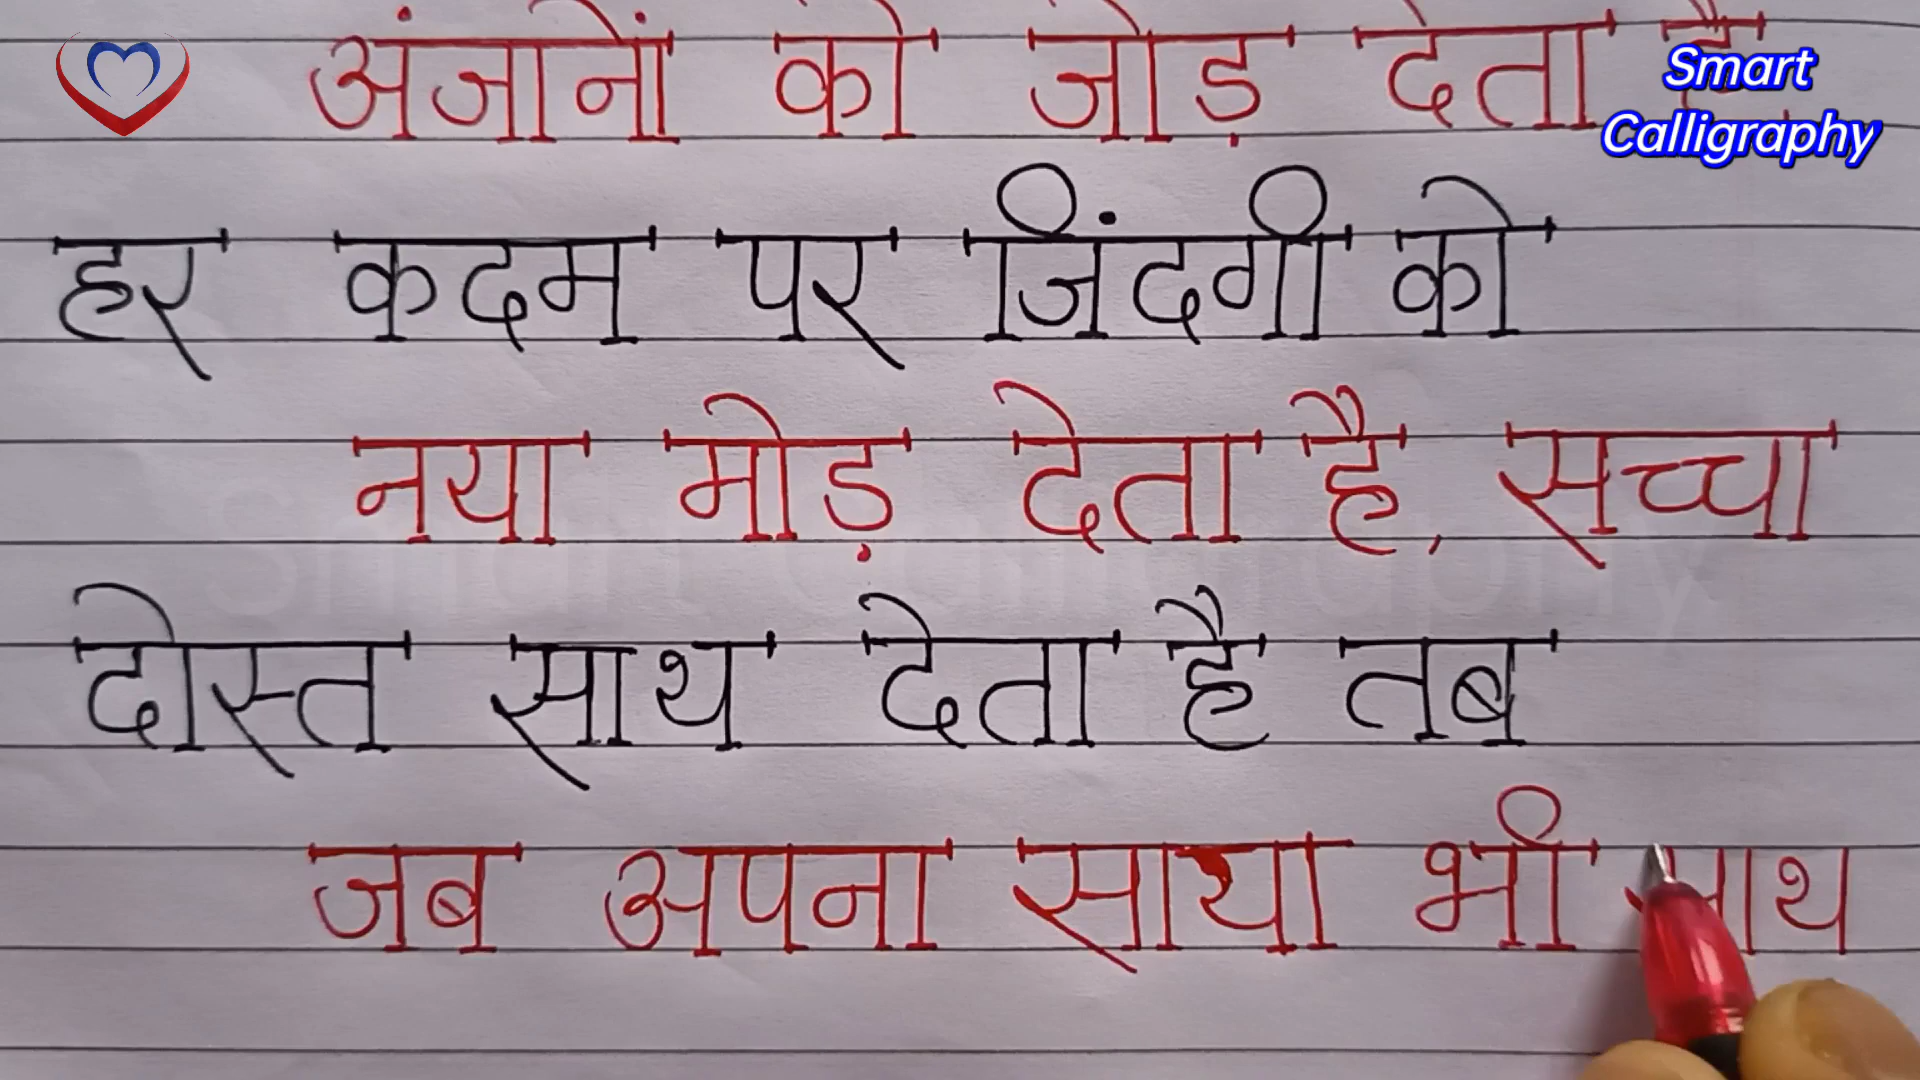 अंजानों को जोड़ देता है
Smart
Calligraphy
हर कदम पर जिंदगी को
नया मोड़ देता है, सच्चा
दोस्त साथ देता है तब
जब अपना साया भी साथ